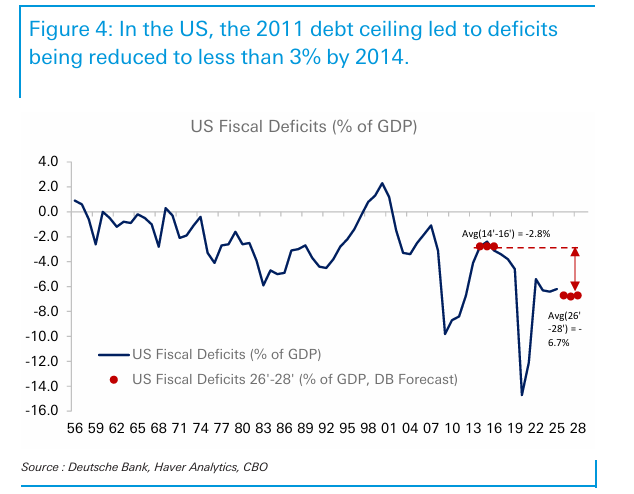 Figure 4: In the US, the 2011 debt ceiling led to deficits
being reduced to less than 3% by 2014.
US Fiscal Deficits (% of GDP)
4.0
2.0
0.0
-2.0
-4.0
-6.0
-8.0
-10.0
-12.0
-14.0
-16.0
Avg(14'-16') = -2.8%
Avg(26'
-28') = -
6.7%
US Fiscal Deficits (% of GDP)
US Fiscal Deficits 26'-28' (% of GDP, DB Forecast)
56 59 62 65 68 71 74 77 80 83 86 89 92 95 98 01 04 07 10 13 16 19 22 25 28
Source : Deutsche Bank, Haver Analytics, CBO